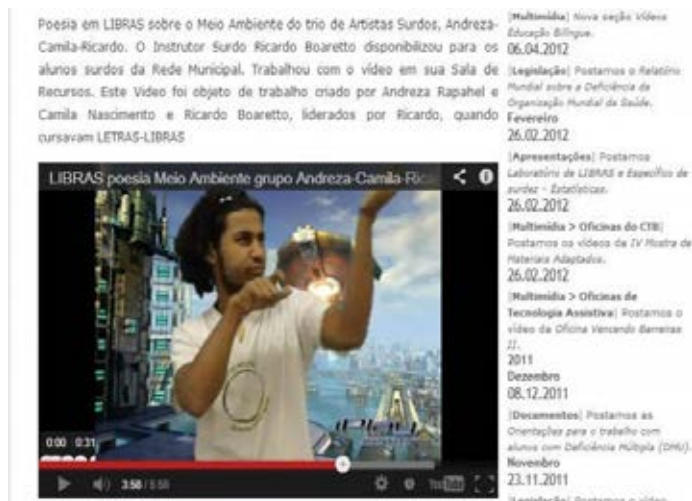 Poesia em LIBRAS sobre o Meio Ambiente do trio de Artistas Surdos, Andreza-
Camila-Ricardo. O Instrutor Surdo Ricardo Boaretto disponibilizou para os
alunos surdos da Rede Municipal. Trabalhou com o vídeo em sua Sala de
Recursos. Este Video foi objeto de trabalho criado por Andreza Rapahel e
Camila Nascimento e Ricardo Boaretto, liderados por Ricardo, quando
cursavam LETRAS-LIBRAS
LIBRAS poesia Meio Ambiente grupo Andreza-Camila-Ric
0:00 0:31
3:58 / 5:58
YouTube
|Multimídia| Nova seção Vídeos
Educação Bilíngue.
06.04.2012
|Legislação| Postamos o Relatório
Mundial sobre a Deficiência da
Organização Mundial da Saúde.
Fevereiro
26.02.2012
|Apresentações| Postamos
Laboratório de LIBRAS e Específico de
surdez - Estatísticas.
26.02.2012
|Multimídia > Oficinas do CTB|
Postamos os vídeos da IV Mostra de
Materiais Adaptados.
26.02.2012
|Multimídia > Oficinas de
Tecnologia Assistiva| Postamos o
vídeo da Oficina Vencendo Barreiras
II.
2011
Dezembro
08.12.2011
|Documentos| Postamos as
Orientações para o trabalho com
alunos com Deficiência Múltipla (DMU).
Novembro
23.11.2011
|Legislação| Postamos o vídeo